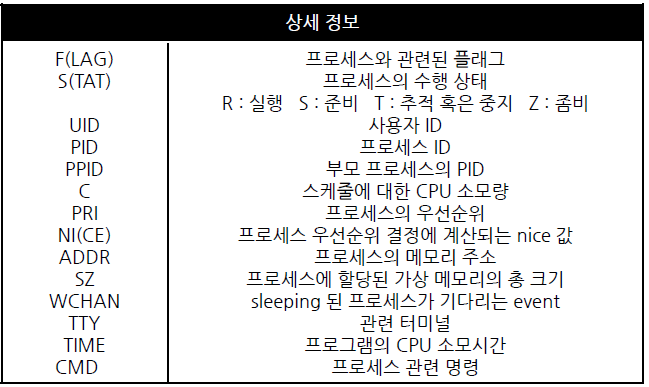 상세 정보
F(LAG) 프로세스와 관련된 플래그
S(TAT) 프로세스의 수행 상태
R : 실행 S : 준비 T : 추적 혹은 중지 Z : 좀비
UID 사용자 ID
PID 프로세스 ID
PPID 부모 프로세스의 PID
C 스케줄에 대한 CPU 소모량
PRI 프로세스의 우선순위
NI(CE) 프로세스 우선순위 결정에 계산되는 nice 값
ADDR 프로세스의 메모리 주소
SZ 프로세스에 할당된 가상 메모리의 총 크기
WCHAN sleeping 된 프로세스가 기다리는 event
TTY 관련 터미널
TIME 프로그램의 CPU 소모시간
CMD 프로세스 관련 명령